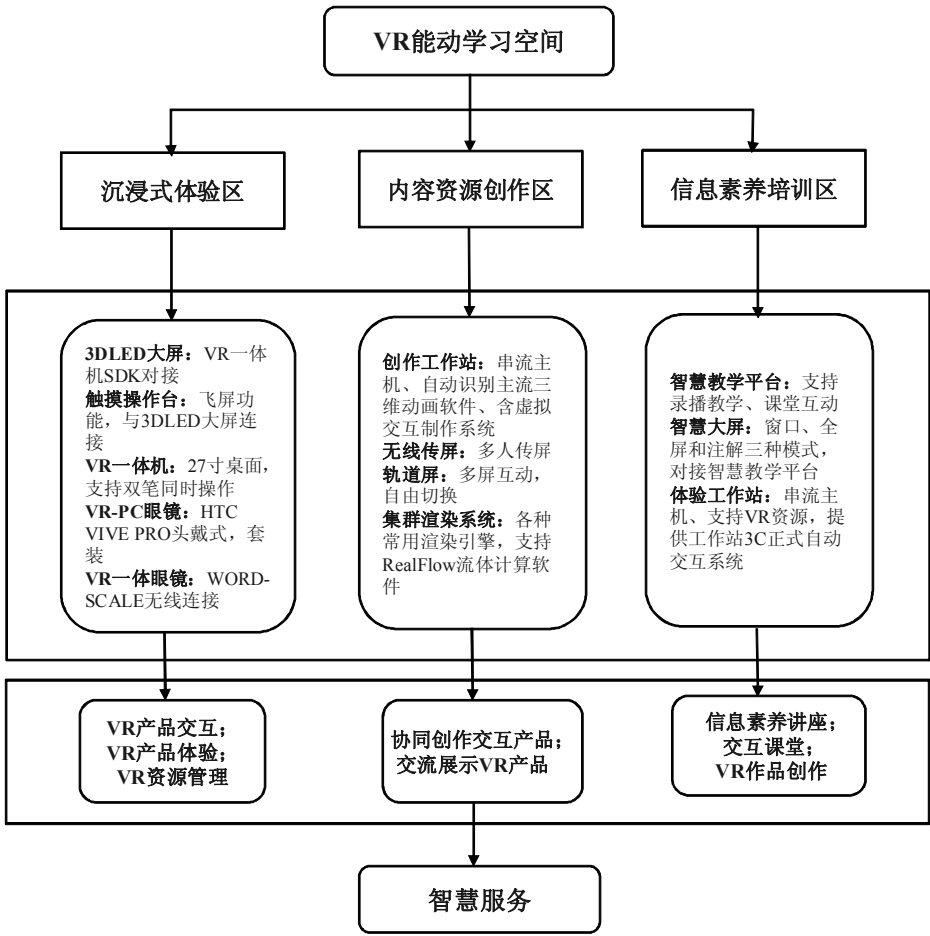 VR能动学习空间
沉浸式体验区
内容资源创作区
信息素养培训区
3DLED大屏：VR一体
机SDK对接
触摸操作台：飞屏功
能，与3DLED大屏连
接
VR一体机：27寸桌面，
支持双笔同时操作
VR-PC眼镜：HTC
VIVE PRO头戴式，套
装
VR一体眼镜：WORD-
SCALE无线连接
创作工作站：串流主
机、自动识别主流三
维动画软件、含虚拟
交互制作系统
无线传屏：多人传屏
轨道屏：多屏互动，
自由切换
集群渲染系统：各种
常用渲染引擎，支持
RealFlow流体计算软
件
智慧教学平台：支持
录播教学、课堂互动
智慧大屏：窗口、全
屏和注解三种模式，
对接智慧教学平台
体验工作站：串流主
机、支持VR资源，提
供工作站3C正式自动
交互系统
VR产品交互；
VR产品体验；
VR资源管理
协同创作交互产品；
交流展示VR产品
信息素养讲座；
交互课堂；
VR作品创作
智慧服务